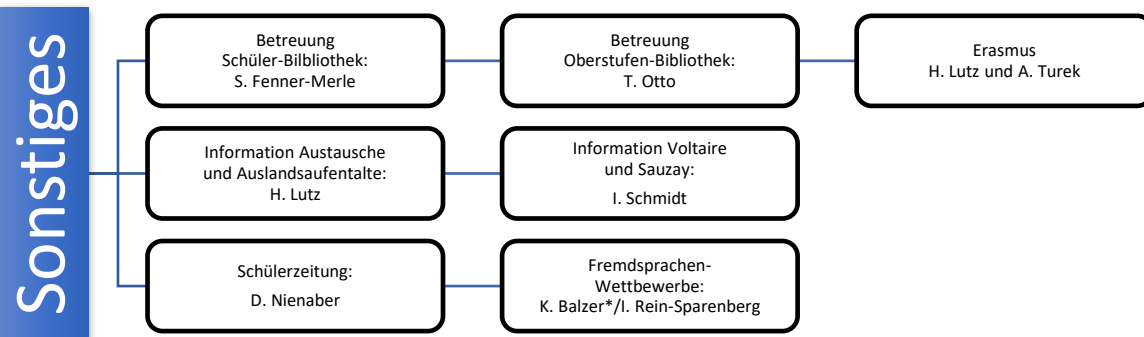 Sonstiges
Betreuung
Schüler-Bilbliothek:
S. Fenner-Merle
Betreuung
Oberstufen-Bibliothek:
T. Otto
Erasmus
H. Lutz und A. Turek
Information Austausche
und Auslandsaufentalte:
H. Lutz
Information Voltaire
und Sauzay:
I. Schmidt
Schülerzeitung:
D. Nienaber
Fremdsprachen-
Wettbewerbe:
K. Balzer*/I. Rein-Sparenberg